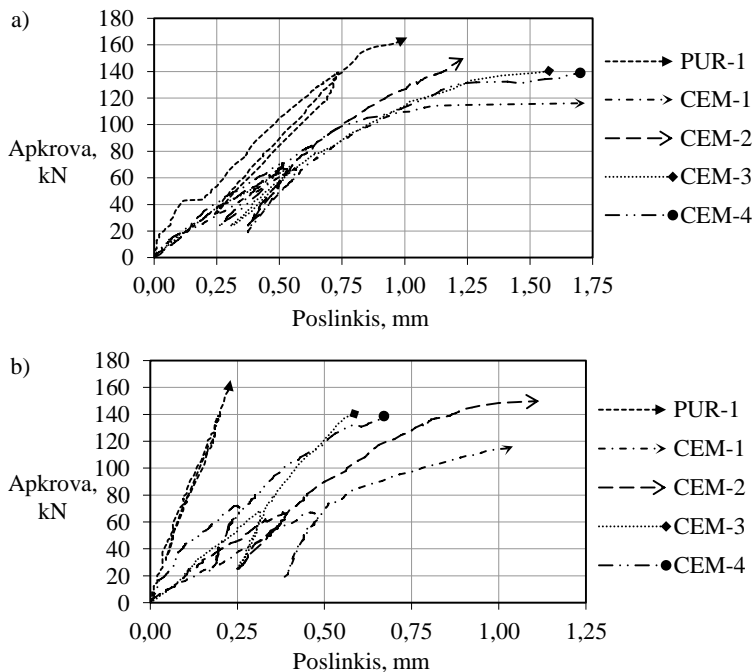 a)
180
160
140
120
100
80
60
40
20
0
Apkrova,
kN
0,00 0,25 0,50 0,75 1,00 1,25 1,50 1,75
Poslinkis, mm
PUR-1
CEM-1
CEM-2
CEM-3
CEM-4
b)
180
160
140
120
100
80
60
40
20
0
Apkrova,
kN
0,00 0,25 0,50 0,75 1,00 1,25
Poslinkis, mm
PUR-1
CEM-1
CEM-2
CEM-3
CEM-4